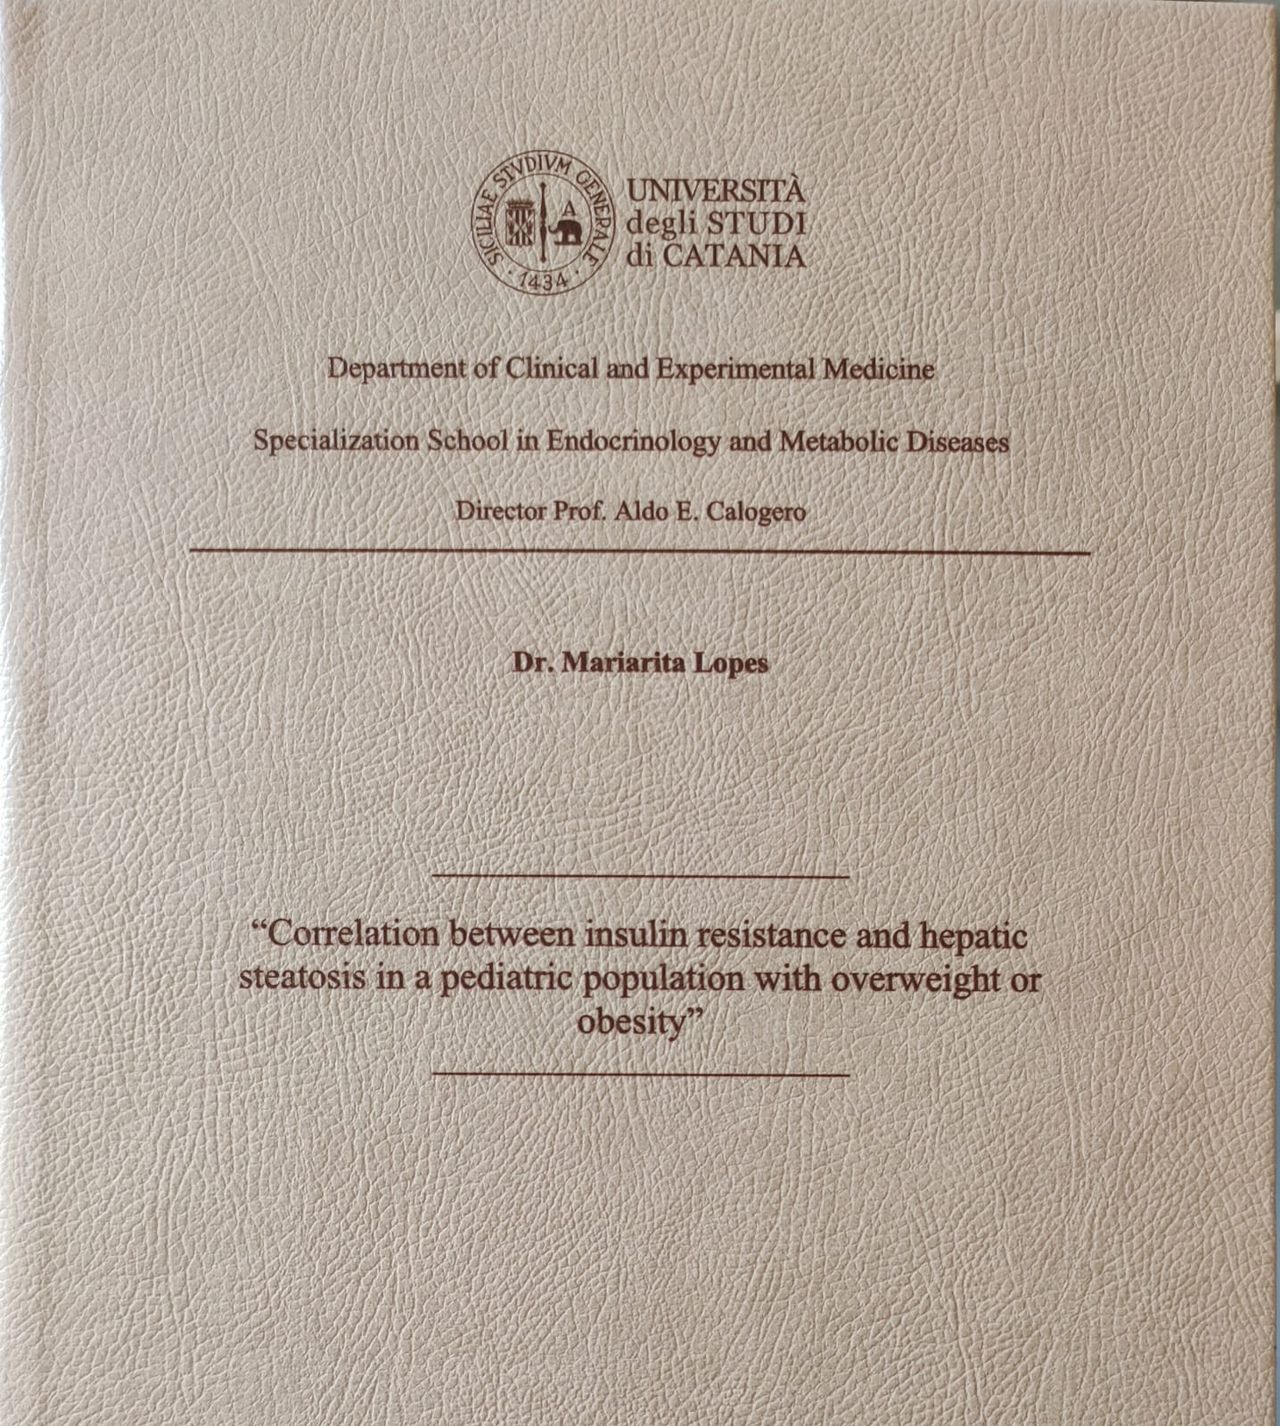 SICILIAE STVDIVM GENERALE
· 1434 ·
A
UNIVERSITÀ
degli STUDI
di CATANIA
Department of Clinical and Experimental Medicine
Specialization School in Endocrinology and Metabolic Diseases
Director Prof. Aldo E. Calogero
Dr. Mariarita Lopes
“Correlation between insulin resistance and hepatic
steatosis in a pediatric population with overweight or
obesity”